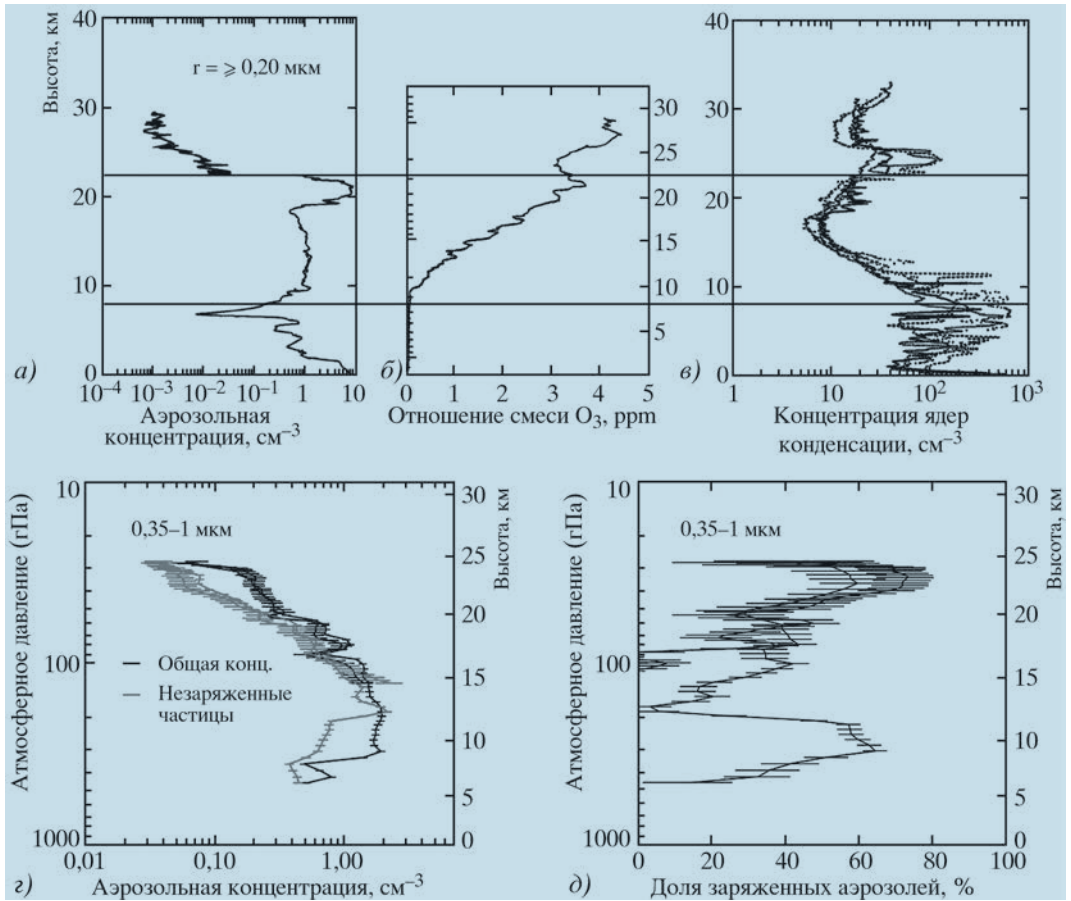 40
30
20
10
0
Высота, км
r = ⩾ 0,20 мкм
10⁻⁴ 10⁻³ 10⁻² 10⁻¹ 1 10
Аэрозольная
концентрация, см⁻³
а)
30
25
20
15
10
5
0 1 2 3 4 5
Отношение смеси O₃, ppm
б)
40
30
20
10
0
Высота, км
1 10 10² 10³
Концентрация ядер
конденсации, см⁻³
в)
10
100
1000
Атмосферное давление (гПа)
0,35–1 мкм
Общая конц.
Незаряженные
частицы
30
25
20
15
10
5
0
Высота, км
0,01 0,10 1,00
Аэрозольная концентрация, см⁻³
г)
10
100
1000
Атмосферное давление (гПа)
0,35–1 мкм
30
25
20
15
10
5
0
Высота, км
0 20 40 60 80 100
Доля заряженных аэрозолей, %
д)